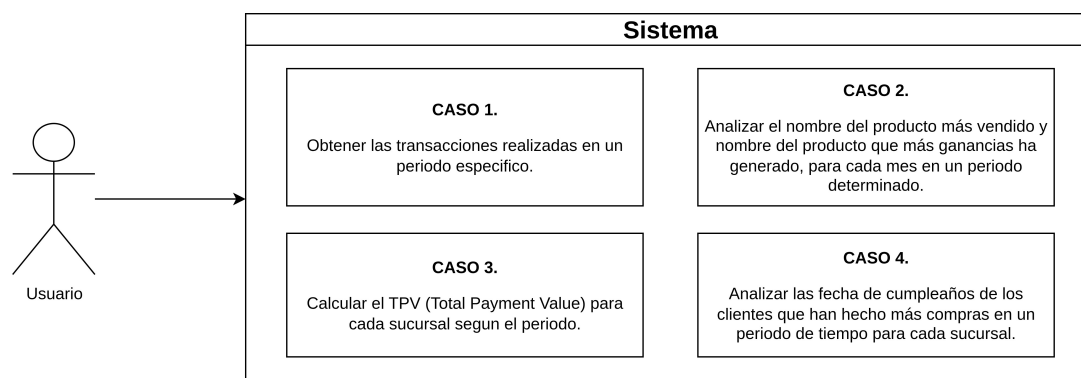 Sistema
CASO 1.
Obtener las transacciones realizadas en un
periodo especifico.
CASO 2.
Analizar el nombre del producto más vendido y
nombre del producto que más ganancias ha
generado, para cada mes en un periodo
determinado.
Usuario
CASO 3.
Calcular el TPV (Total Payment Value) para
cada sucursal segun el periodo.
CASO 4.
Analizar las fecha de cumpleaños de los
clientes que han hecho más compras en un
periodo de tiempo para cada sucursal.